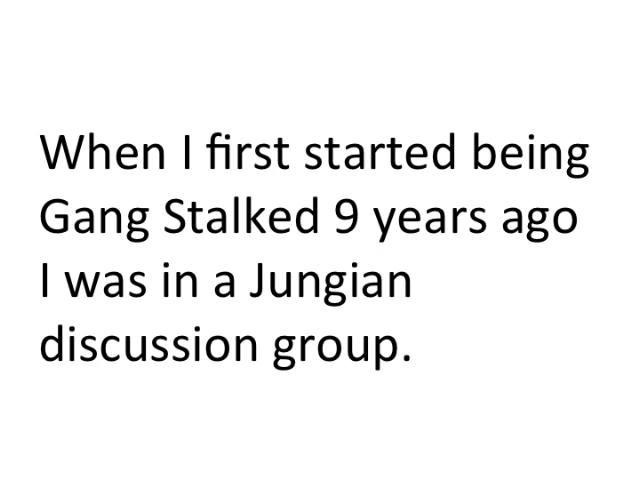 When I first started being
Gang Stalked 9 years ago
I was in a Jungian
discussion group.